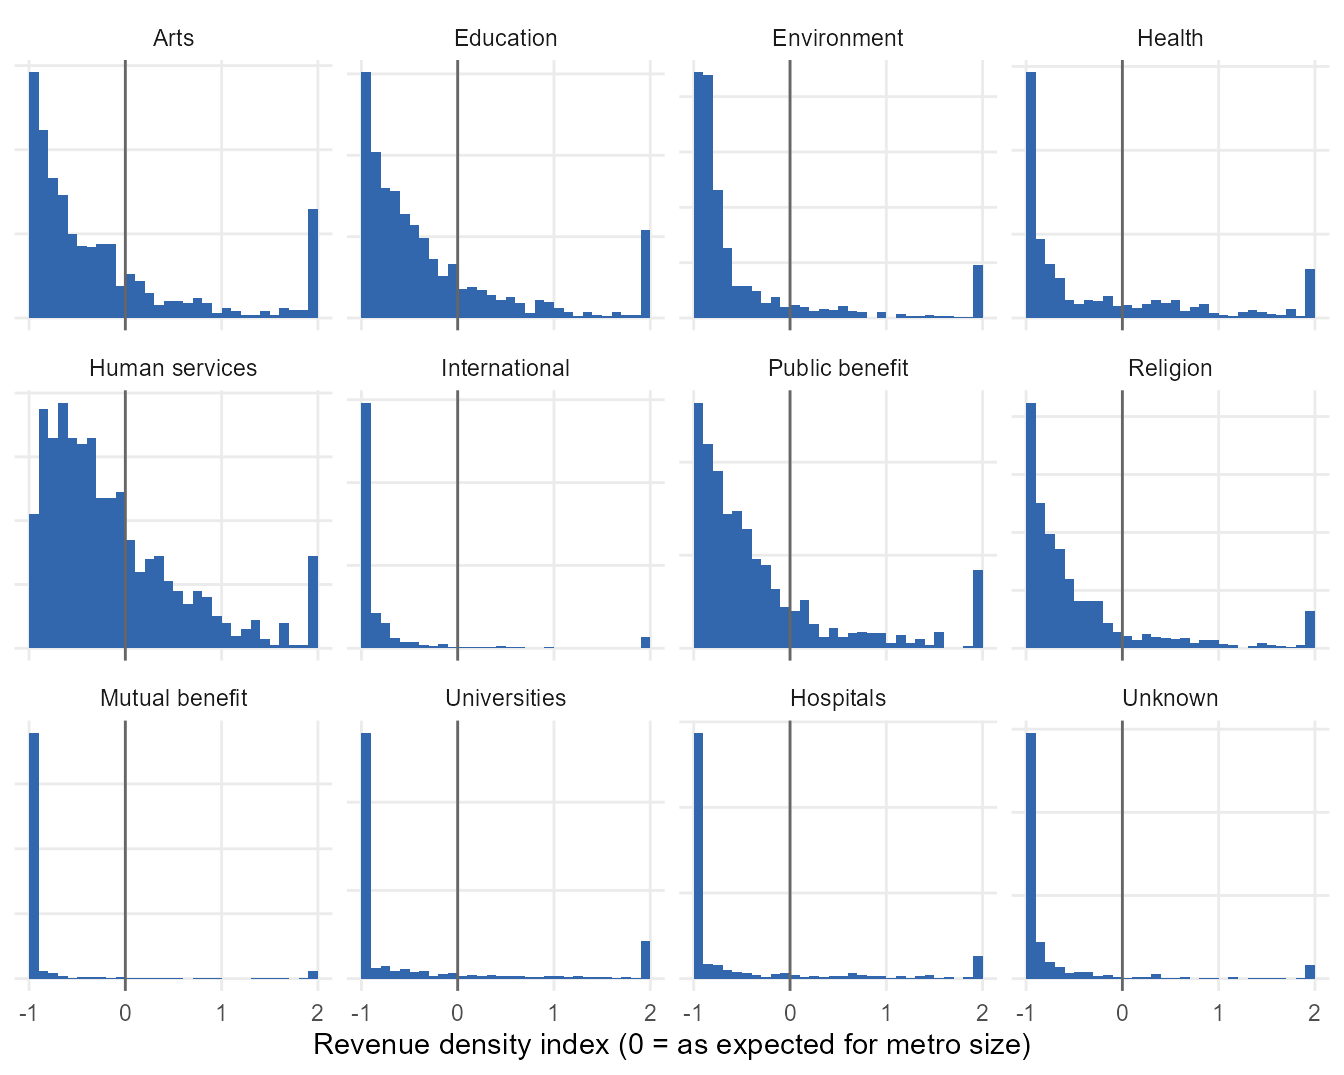 Arts
Education
Environment
Health
Human services
International
Public benefit
Religion
Mutual benefit
Universities
Hospitals
Unknown
-1 0 1 2 -1 0 1 2 -1 0 1 2 -1 0 1 2
Revenue density index (0 = as expected for metro size)